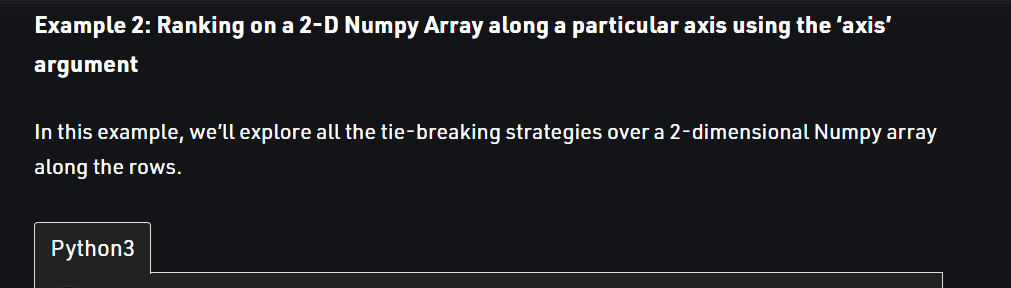 Example 2: Ranking on a 2-D Numpy Array along a particular axis using the ‘axis’
argument
In this example, we’ll explore all the tie-breaking strategies over a 2-dimensional Numpy array
along the rows.
Python3